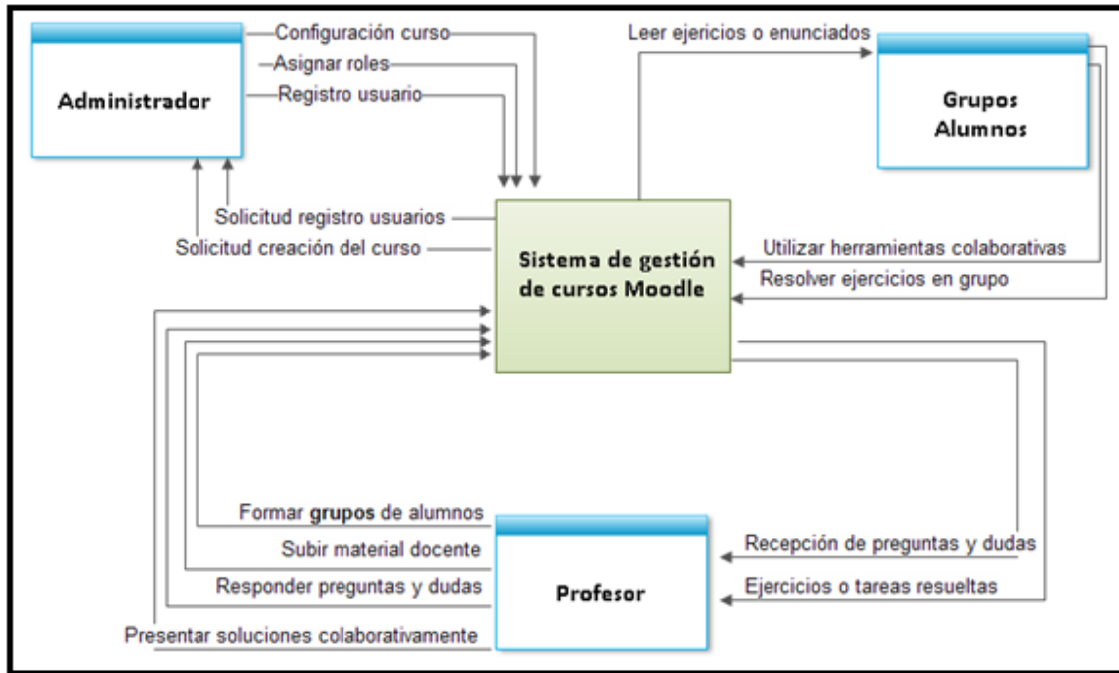 Configuración curso
Asignar roles
Registro usuario
Administrador
Leer ejericios o enunciados
Grupos
Alumnos
Solicitud registro usuarios
Solicitud creación del curso
Sistema de gestión
de cursos Moodle
Utilizar herramientas colaborativas
Resolver ejercicios en grupo
Formar grupos de alumnos
Subir material docente
Responder preguntas y dudas
Presentar soluciones colaborativamente
Profesor
Recepción de preguntas y dudas
Ejercicios o tareas resueltas